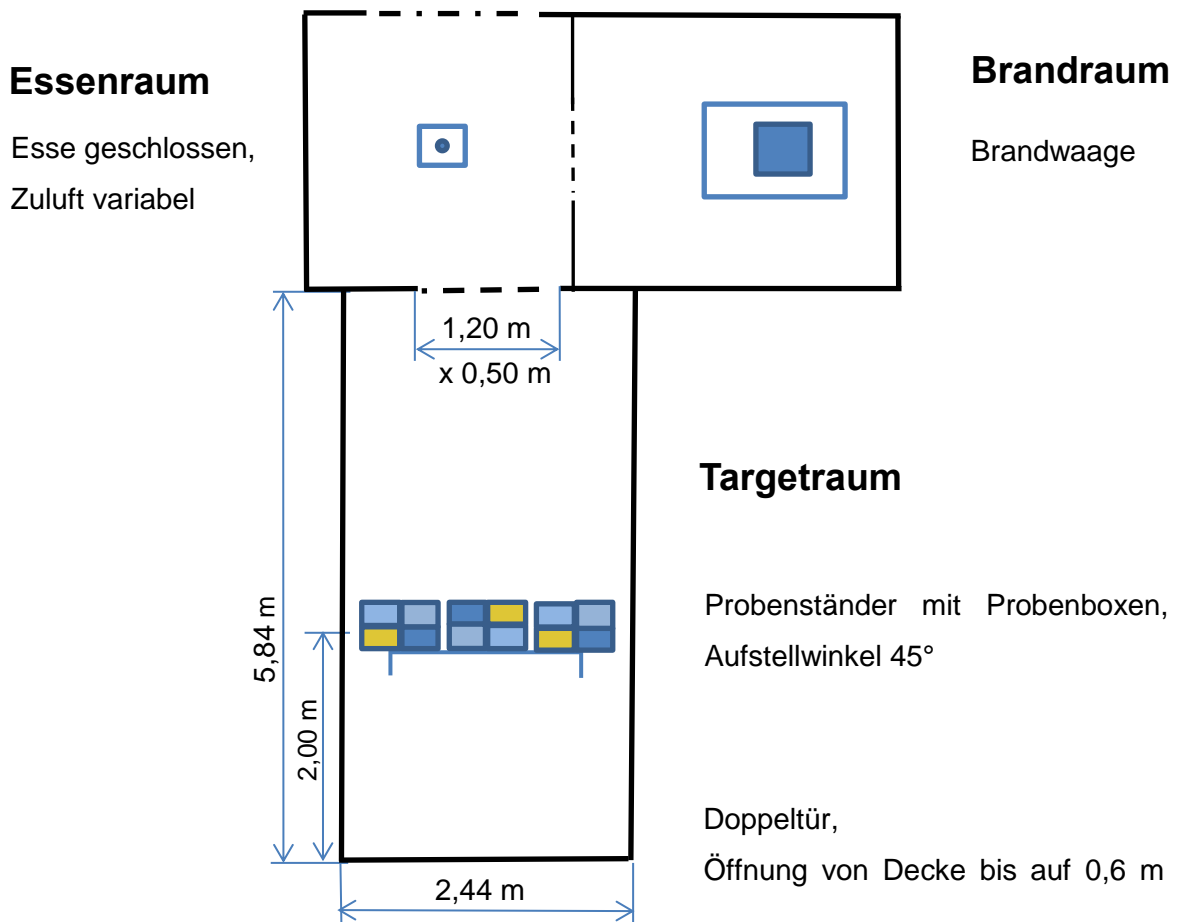 Essenraum
Esse geschlossen,
Zuluft variabel
Brandraum
Brandwaage
1,20 m
x 0,50 m
Targetraum
Probenständer mit Probenboxen,
Aufstellwinkel 45°
5,84 m
2,00 m
Doppeltür,
Öffnung von Decke bis auf 0,6 m
2,44 m